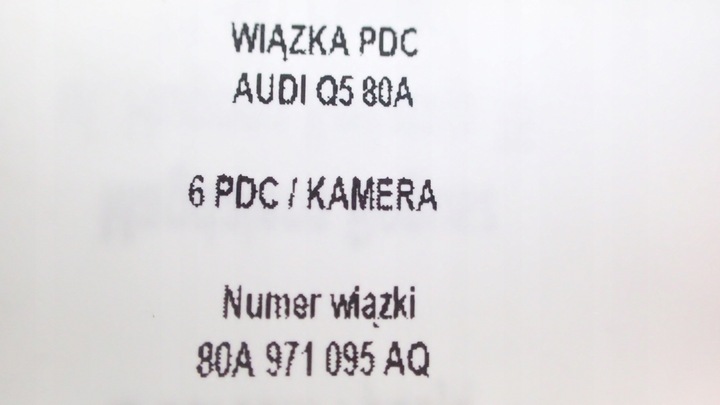 WIĄZKA PDC
AUDI Q5 80A
6 PDC / KAMERA
Numer wiązki
80A 971 095 AQ